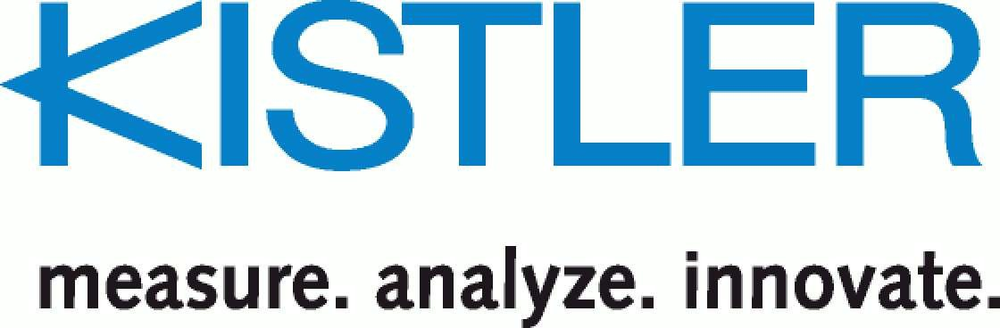 KISTLER
measure. analyze. innovate.